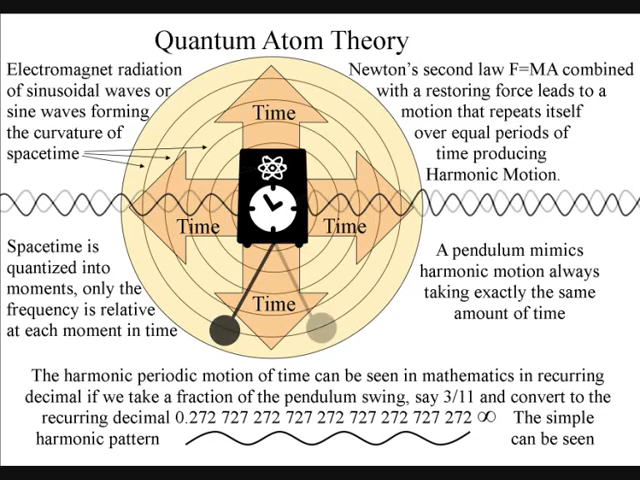 Quantum Atom Theory
Electromagnet radiation
of sinusoidal waves or
sine waves forming
the curvature of
spacetime
Newton's second law F=MA combined
with a restoring force leads to a
motion that repeats itself
over equal periods of
time producing
Harmonic Motion.
Time
Time
Time
Time
Spacetime is
quantized into
moments, only the
frequency is relative
at each moment in time
A pendulum mimics
harmonic motion always
taking exactly the same
amount of time
The harmonic periodic motion of time can be seen in mathematics in recurring
decimal if we take a fraction of the pendulum swing, say 3/11 and convert to the
recurring decimal 0.272 727 272 727 272 727 272 727 272 ∞ The simple
harmonic pattern can be seen